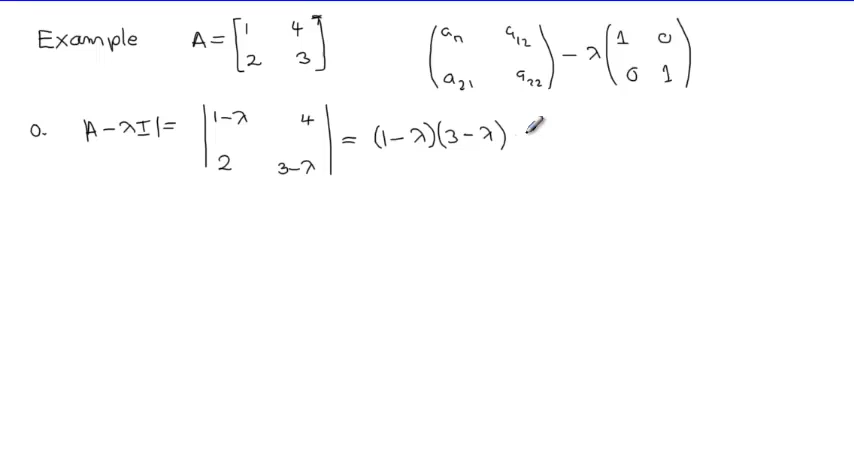 Example A = [1 4; 2 3] (a11 a12; a21 a22) − λ (1 0; 0 1)
0. |A − λI| = |1−λ 4; 2 3−λ| = (1 − λ)(3 − λ)